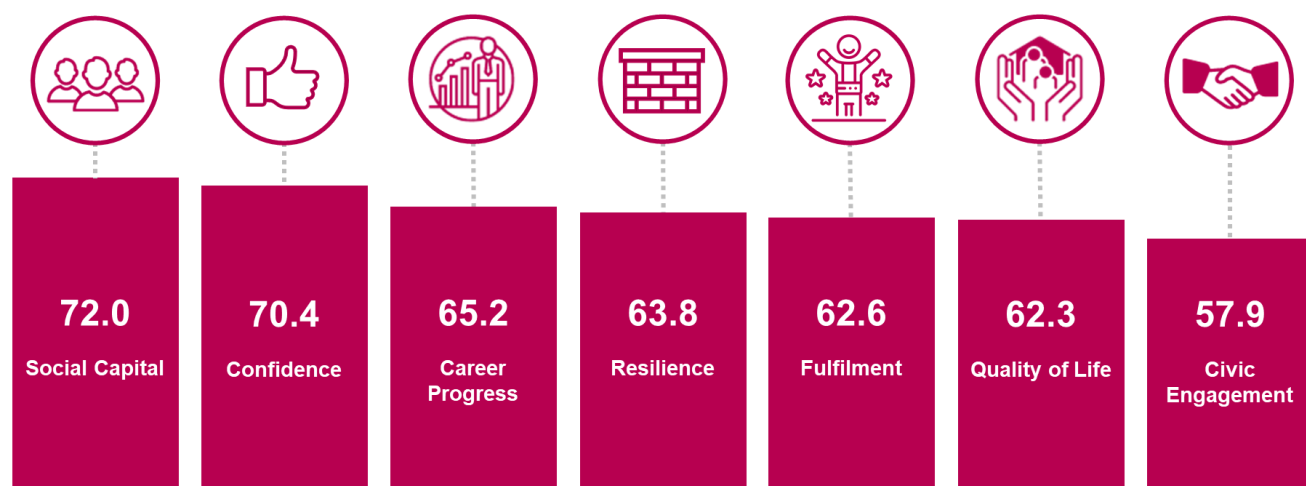 72.0
Social Capital
70.4
Confidence
65.2
Career
Progress
63.8
Resilience
62.6
Fulfilment
62.3
Quality of Life
57.9
Civic
Engagement